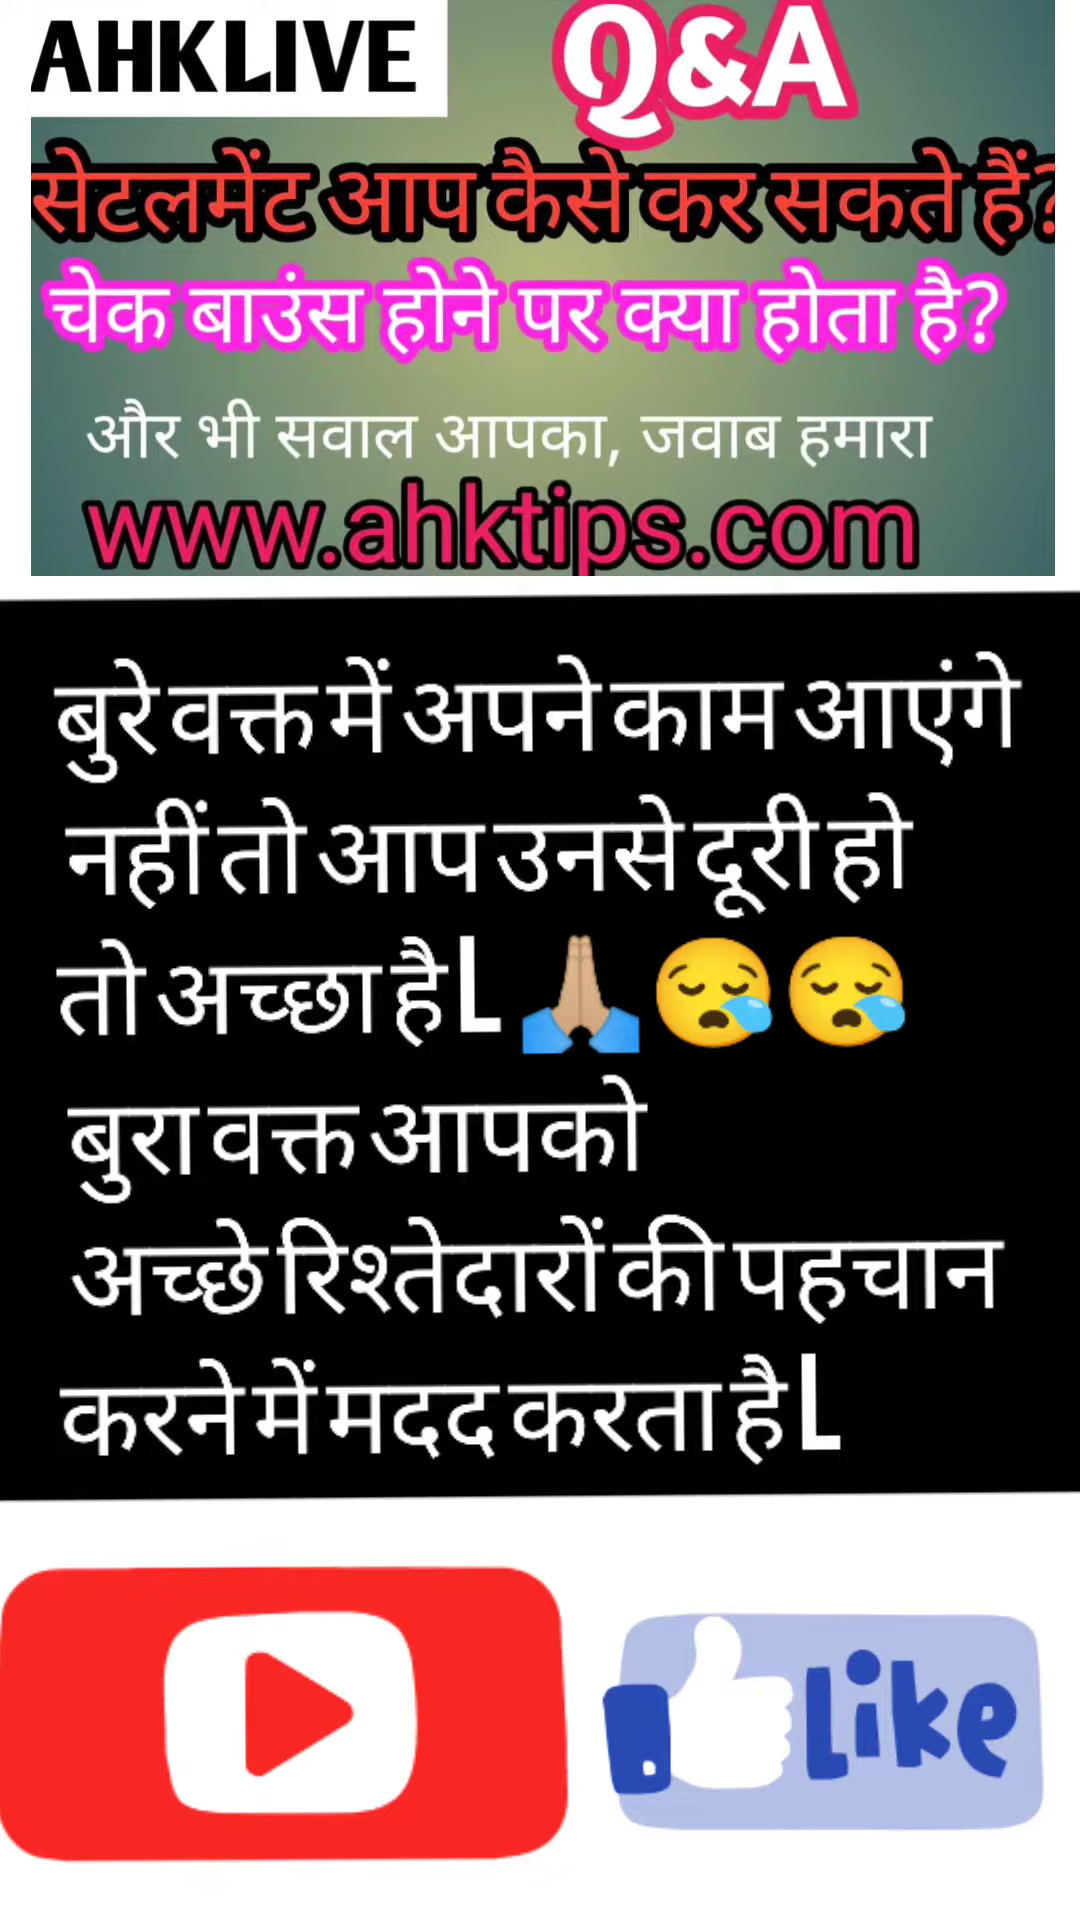 AHKLIVE
Q&A
सेटलमेंट आप कैसे कर सकते हैं?
चेक बाउंस होने पर क्या होता है?
और भी सवाल आपका, जवाब हमारा
www.ahktips.com
बुरे वक्त में अपने काम आएंगे
नहीं तो आप उनसे दूरी हो
तो अच्छा है L🙏🏼😪😪
बुरा वक्त आपको
अच्छे रिश्तेदारों की पहचान
करने में मदद करता है L
Like